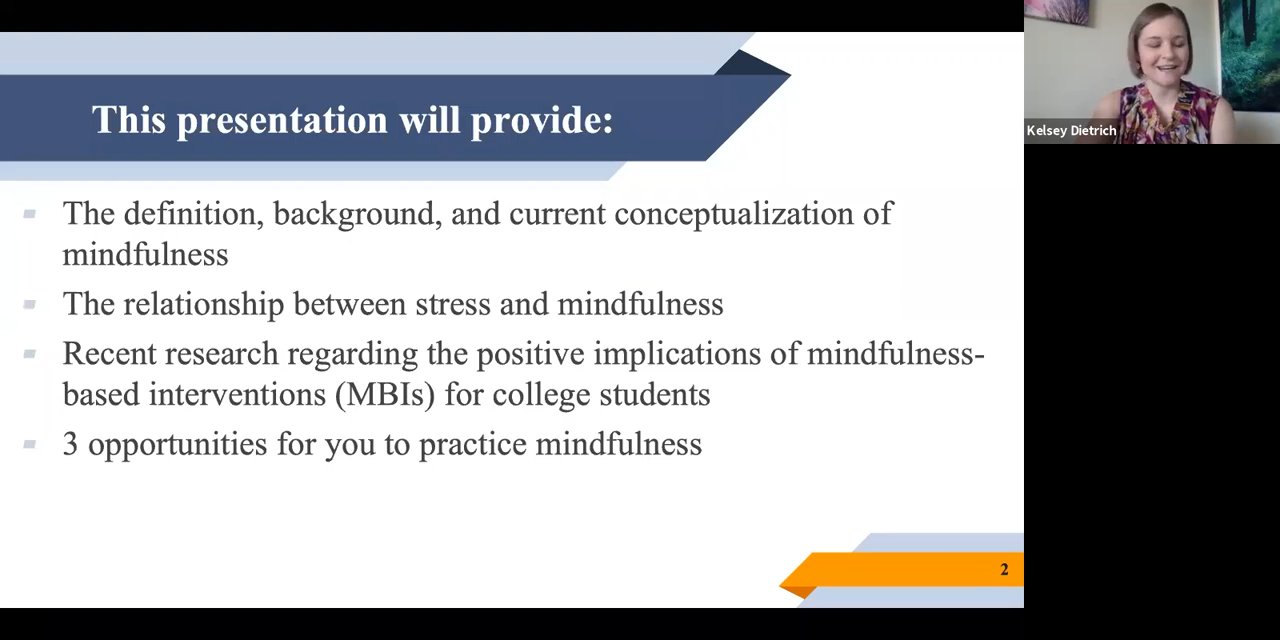 This presentation will provide:
The definition, background, and current conceptualization of
mindfulness
The relationship between stress and mindfulness
Recent research regarding the positive implications of mindfulness-
based interventions (MBIs) for college students
3 opportunities for you to practice mindfulness
2
Kelsey Dietrich